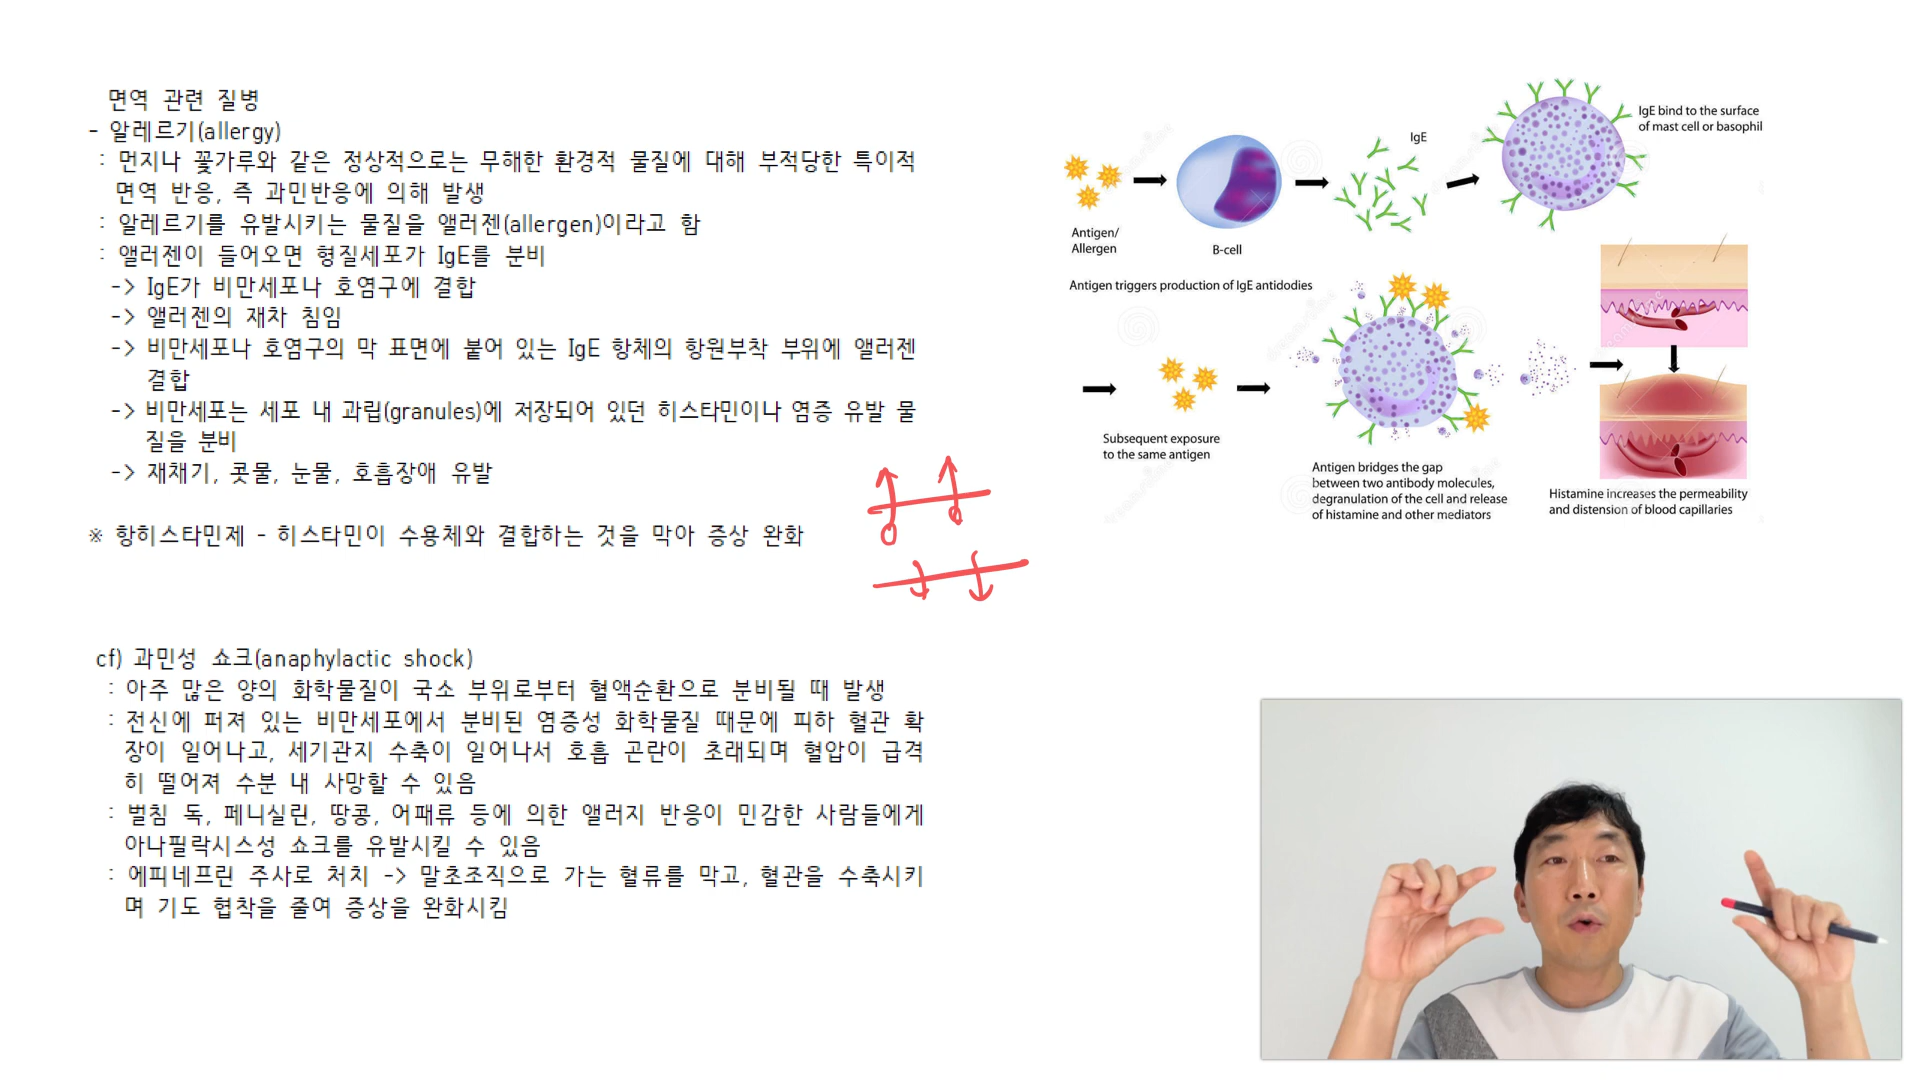 면역 관련 질병
- 알레르기(allergy)
: 먼지나 꽃가루와 같은 정상적으로는 무해한 환경적 물질에 대해 부적당한 특이적
면역 반응, 즉 과민반응에 의해 발생
: 알레르기를 유발시키는 물질을 앨러젠(allergen)이라고 함
: 앨러젠이 들어오면 형질세포가 IgE를 분비
-> IgE가 비만세포나 호염구에 결합
-> 앨러젠의 재차 침임
-> 비만세포나 호염구의 막 표면에 붙어 있는 IgE 항체의 항원부착 부위에 앨러젠
결합
-> 비만세포는 세포 내 과립(granules)에 저장되어 있던 히스타민이나 염증 유발 물
질을 분비
-> 재채기, 콧물, 눈물, 호흡장애 유발
※ 항히스타민제 - 히스타민이 수용체와 결합하는 것을 막아 증상 완화
cf) 과민성 쇼크(anaphylactic shock)
: 아주 많은 양의 화학물질이 국소 부위로부터 혈액순환으로 분비될 때 발생
: 전신에 퍼져 있는 비만세포에서 분비된 염증성 화학물질 때문에 피하 혈관 확
장이 일어나고, 세기관지 수축이 일어나서 호흡 곤란이 초래되며 혈압이 급격
히 떨어져 수분 내 사망할 수 있음
: 벌침 독, 페니실린, 땅콩, 어패류 등에 의한 앨러지 반응이 민감한 사람들에게
아나필락시스성 쇼크를 유발시킬 수 있음
: 에피네프린 주사로 처치 -> 말초조직으로 가는 혈류를 막고, 혈관을 수축시키
며 기도 협착을 줄여 증상을 완화시킴
Antigen/
Allergen
B-cell
IgE
IgE bind to the surface
of mast cell or basophil
Antigen triggers production of IgE antidodies
Subsequent exposure
to the same antigen
Antigen bridges the gap
between two antibody molecules,
degranulation of the cell and release
of histamine and other mediators
Histamine increases the permeability
and distension of blood capillaries